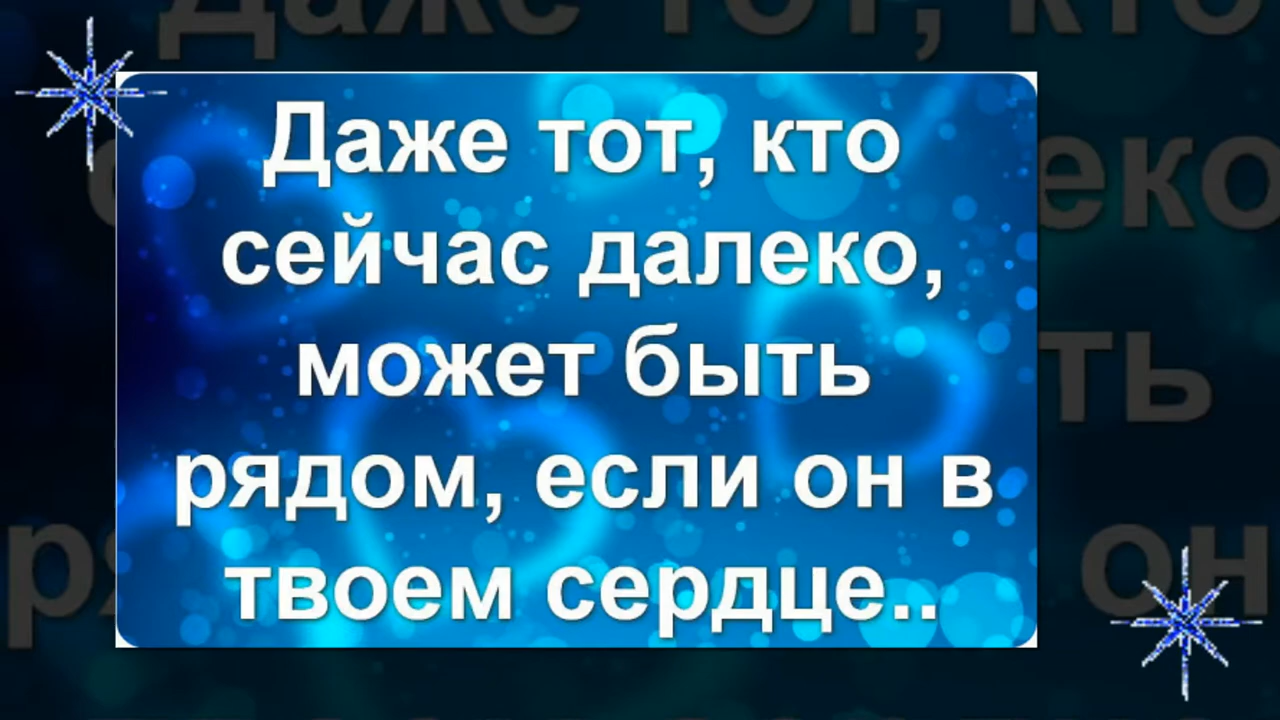 Даже тот, кто
сейчас далеко,
может быть
рядом, если он в
твоем сердце..